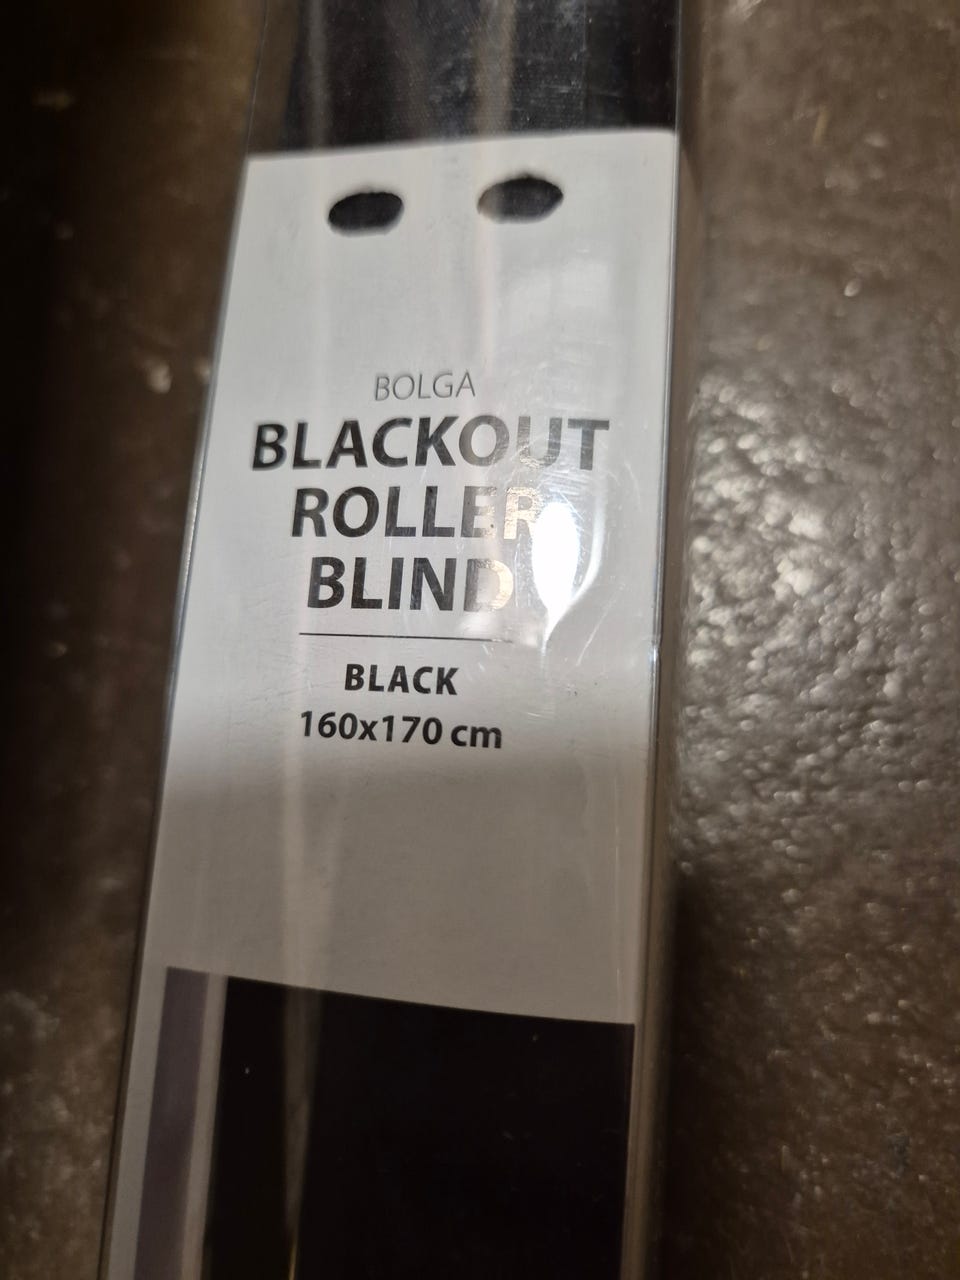 BOLGA
BLACKOUT
ROLLER
BLIND
BLACK
160x170 cm